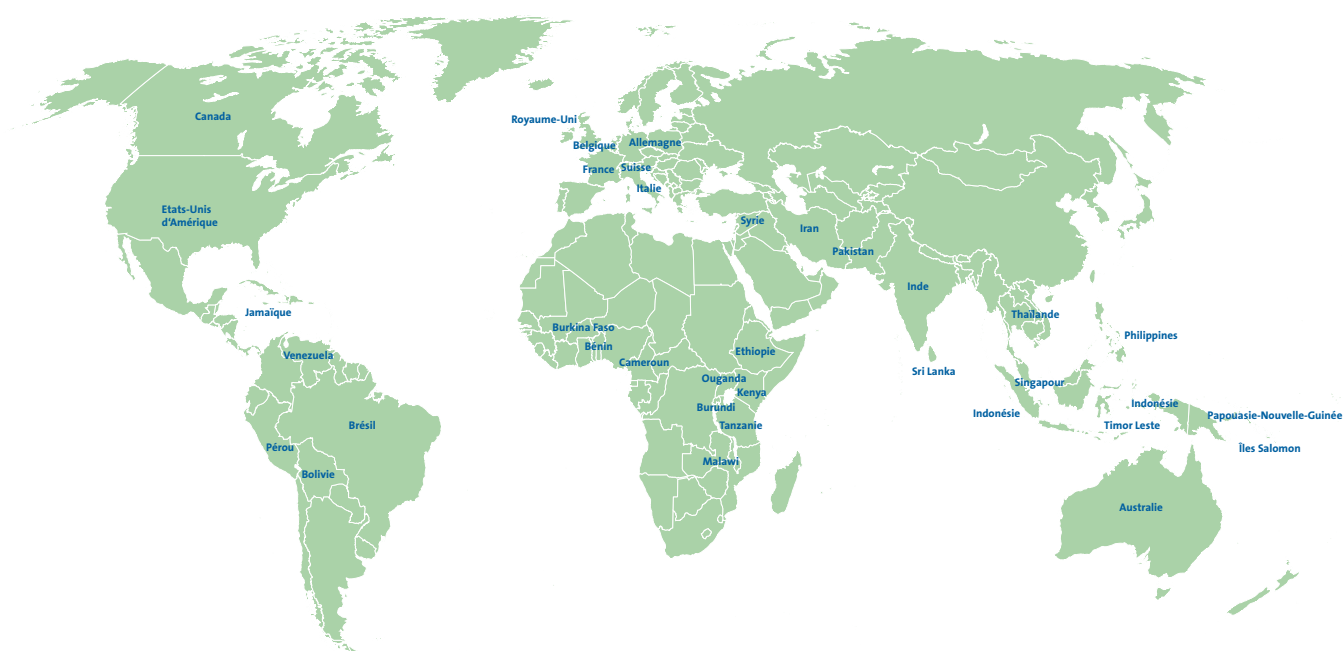 Canada
Royaume-Uni
Belgique
Allemagne
France
Suisse
Italie
Etats-Unis
d'Amérique
Syrie
Iran
Pakistan
Inde
Jamaïque
Thaïlande
Burkina Faso
Philippines
Bénin
Venezuela
Ethiopie
Cameroun
Sri Lanka
Ouganda
Singapour
Kenya
Indonésie
Burundi
Indonésie
Papouasie-Nouvelle-Guinée
Brésil
Tanzanie
Timor Leste
Pérou
Îles Salomon
Malawi
Bolivie
Australie